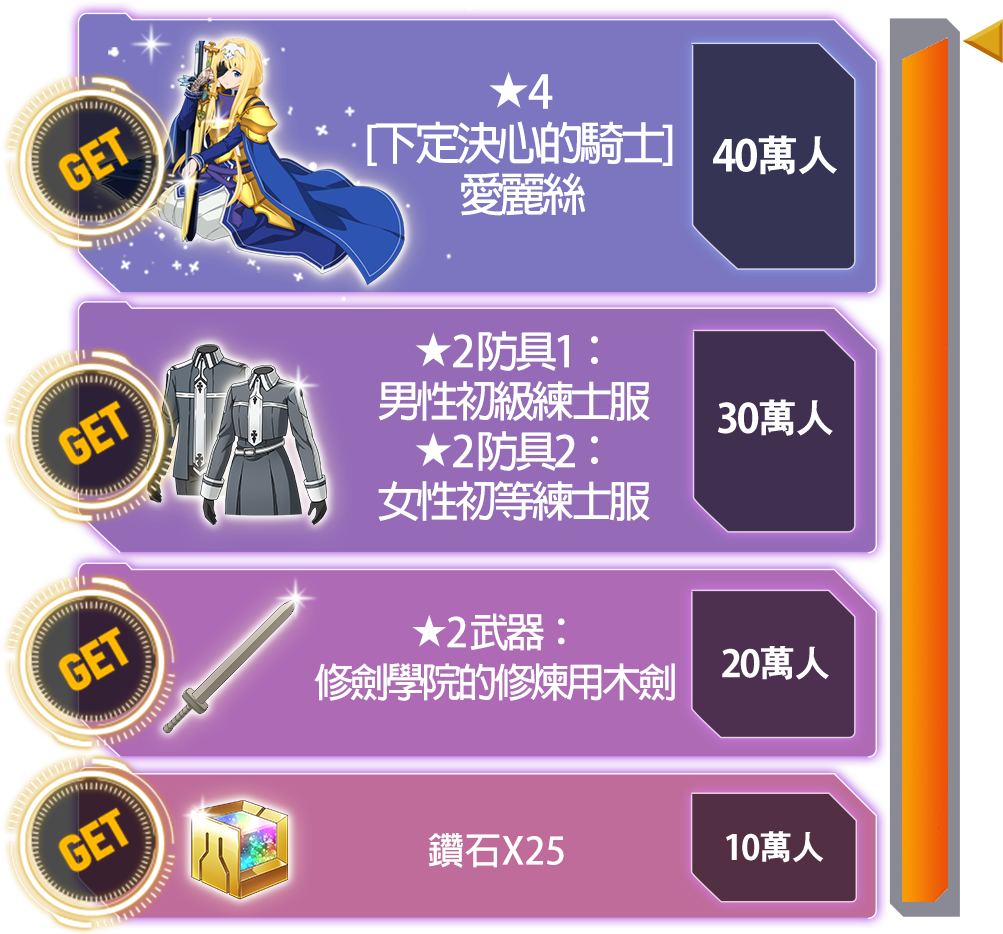 GET
★4
[下定決心的騎士]
愛麗絲
40萬人
GET
★2防具1：
男性初級練士服
★2防具2：
女性初等練士服
30萬人
GET
★2武器：
修劍學院的修煉用木劍
20萬人
GET
鑽石X25
10萬人